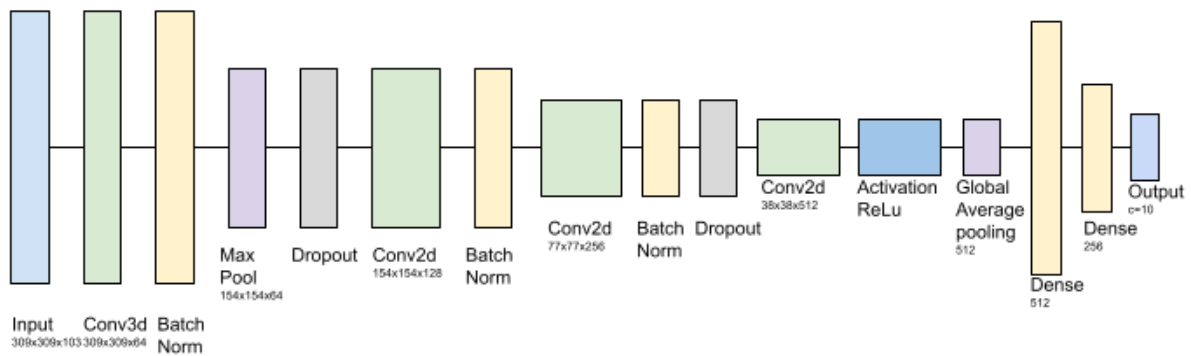 Input
309x309x103
Conv3d
309x309x64
Batch
Norm
Max
Pool
154x154x64
Dropout
Conv2d
154x154x128
Batch
Norm
Conv2d
77x77x256
Batch
Norm
Dropout
Conv2d
38x38x512
Activation
ReLu
Global
Average
pooling
512
Dense
512
Dense
256
Output
c=10